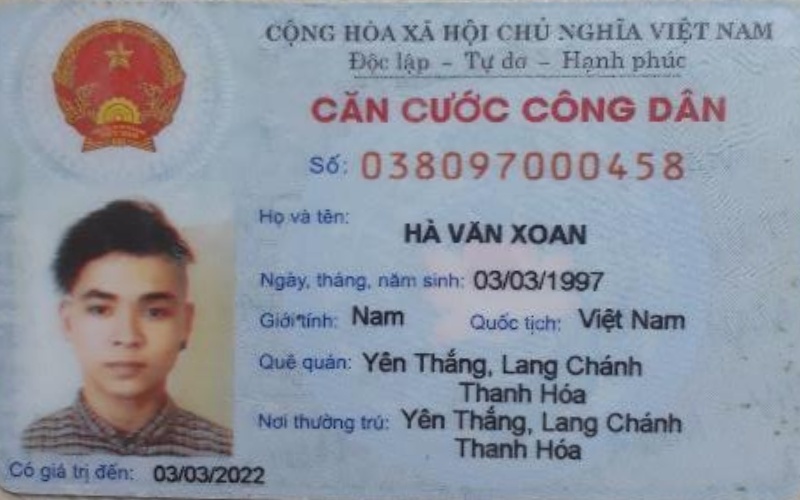 CỘNG HÒA XÃ HỘI CHỦ NGHĨA VIỆT NAM
Độc lập - Tự do - Hạnh phúc
CĂN CƯỚC CÔNG DÂN
Số: 038097000458
Họ và tên:
HÀ VĂN XOAN
Ngày, tháng, năm sinh: 03/03/1997
Giới tính: Nam Quốc tịch: Việt Nam
Quê quán: Yên Thắng, Lang Chánh
Thanh Hóa
Nơi thường trú: Yên Thắng, Lang Chánh
Thanh Hóa
Có giá trị đến: 03/03/2022